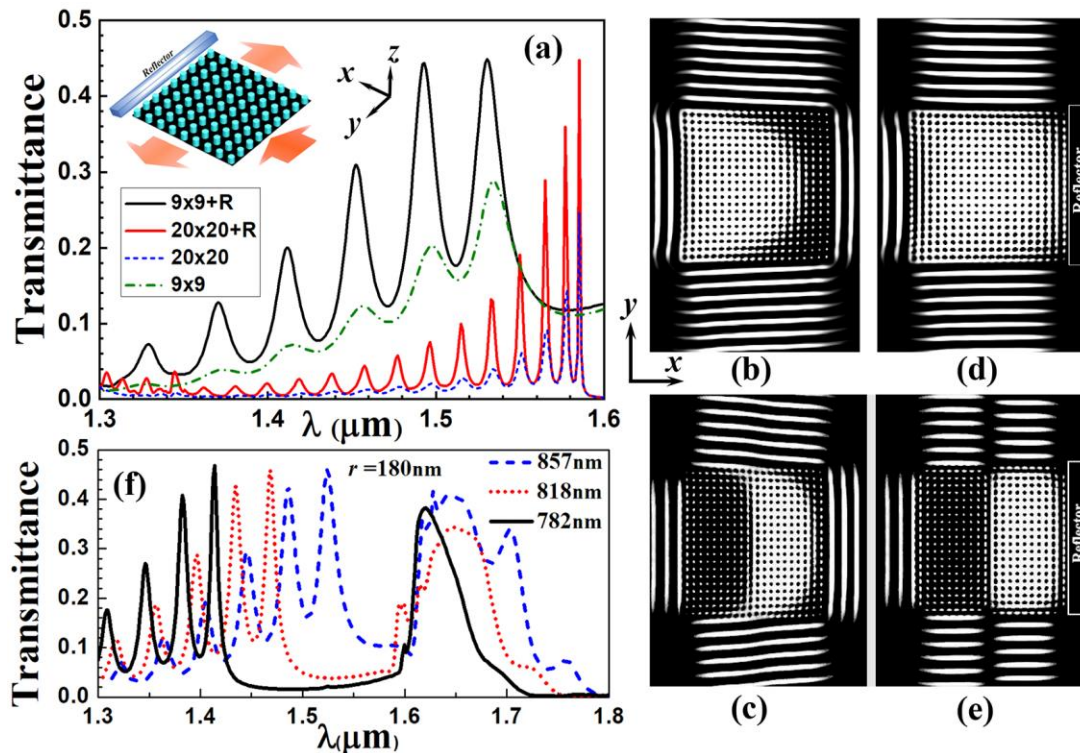 0.5
0.4
0.3
0.2
0.1
0.0
Transmittance
(a)
Reflector
x
y
z
9x9+R
20x20+R
20x20
9x9
1.3
1.4
1.5
1.6
λ (μm)
(f)
r =180nm
857nm
818nm
782nm
0.5
0.4
0.3
0.2
0.1
0.0
Transmittance
1.3
1.4
1.5
1.6
1.7
1.8
λ(μm)
(b)
Reflector
(d)
y
x
(c)
Reflector
(e)